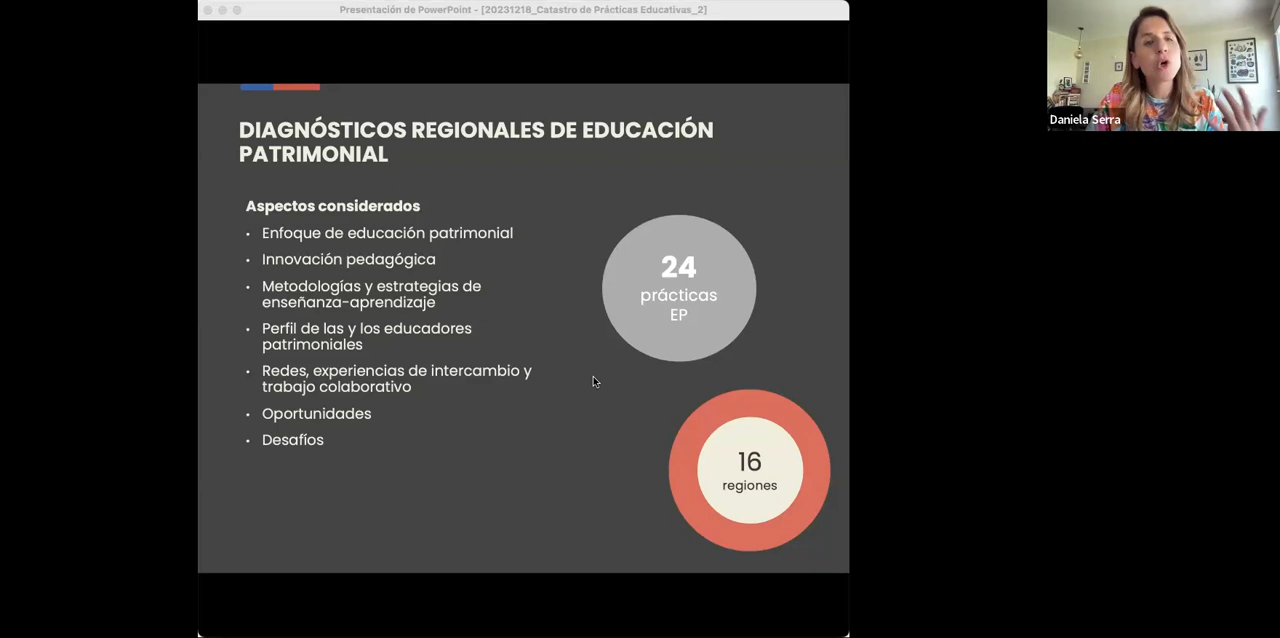 Presentación de PowerPoint - [20231218_Catastro de Prácticas Educativas_2]
DIAGNÓSTICOS REGIONALES DE EDUCACIÓN
PATRIMONIAL
Aspectos considerados
• Enfoque de educación patrimonial
• Innovación pedagógica
• Metodologías y estrategias de
enseñanza-aprendizaje
• Perfil de las y los educadores
patrimoniales
• Redes, experiencias de intercambio y
trabajo colaborativo
• Oportunidades
• Desafíos
24
prácticas
EP
16
regiones
Daniela Serra